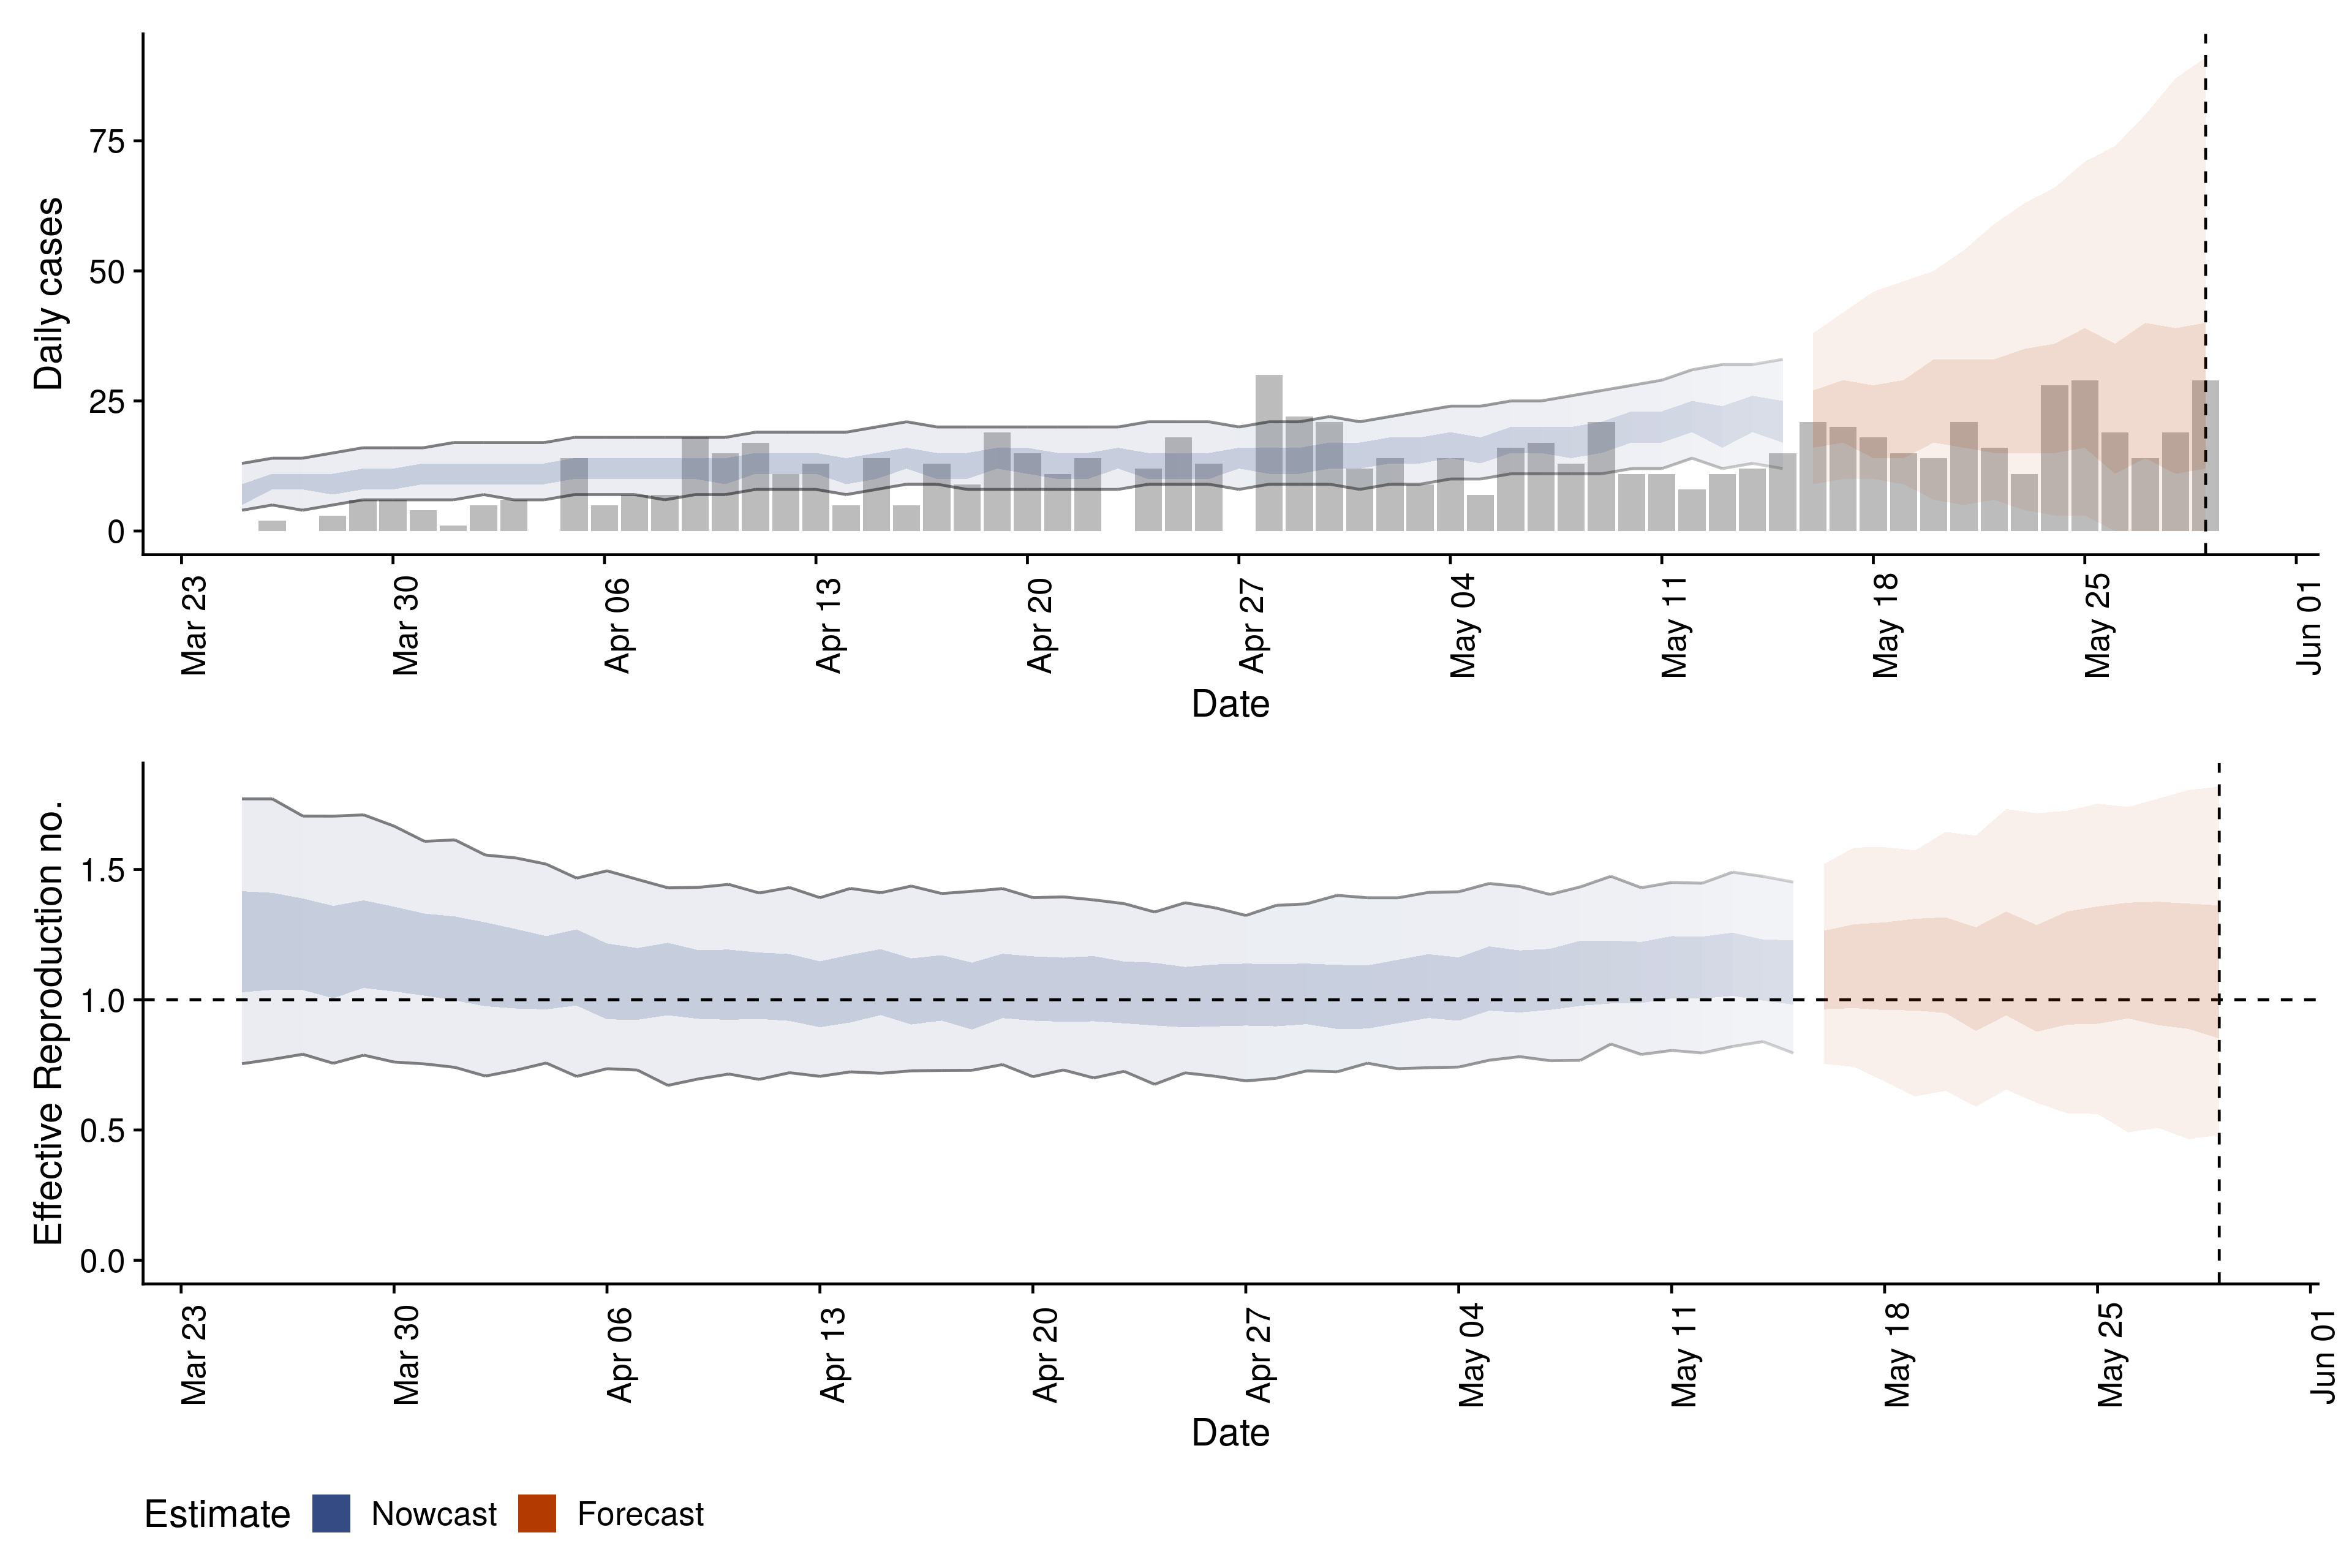 Daily cases
75
50
25
0
Mar 23
Mar 30
Apr 06
Apr 13
Apr 20
Apr 27
May 04
May 11
May 18
May 25
Jun 01
Date
Effective Reproduction no.
1.5
1.0
0.5
0.0
Mar 23
Mar 30
Apr 06
Apr 13
Apr 20
Apr 27
May 04
May 11
May 18
May 25
Jun 01
Date
Estimate Nowcast Forecast